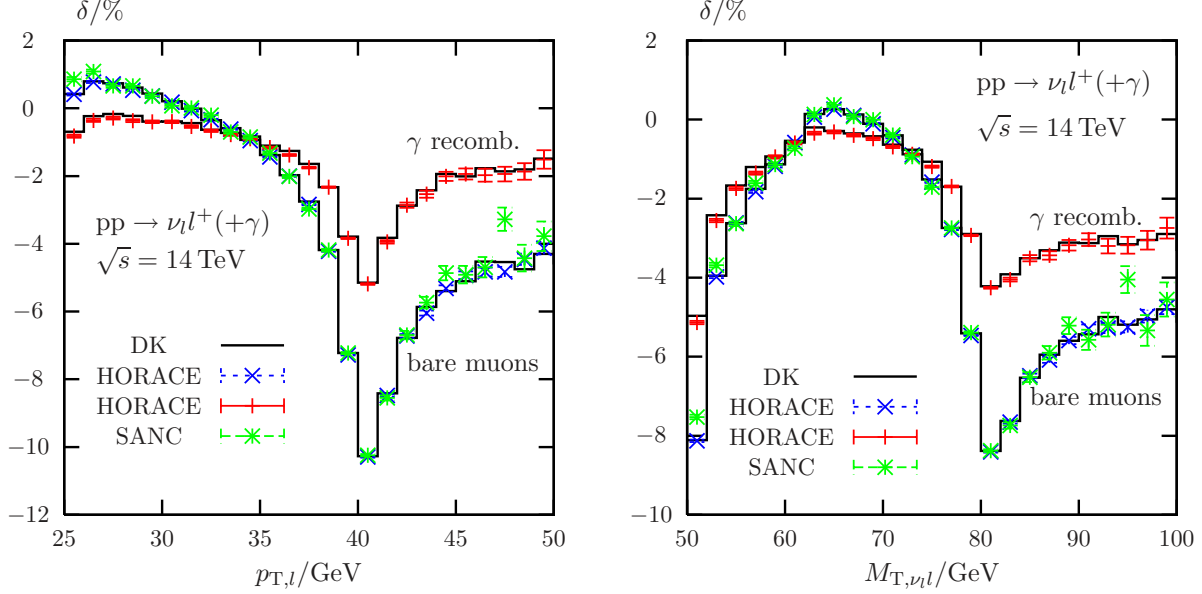 δ/%
2
0
−2
−4
−6
−8
−10
−12
25 30 35 40 45 50
p_{T,l}/GeV
γ recomb.
pp → ν_l l^+(+γ)
√s = 14 TeV
bare muons
DK
HORACE
HORACE
SANC
δ/%
2
0
−2
−4
−6
−8
−10
50 60 70 80 90 100
M_{T,ν_l l}/GeV
pp → ν_l l^+(+γ)
√s = 14 TeV
γ recomb.
bare muons
DK
HORACE
HORACE
SANC